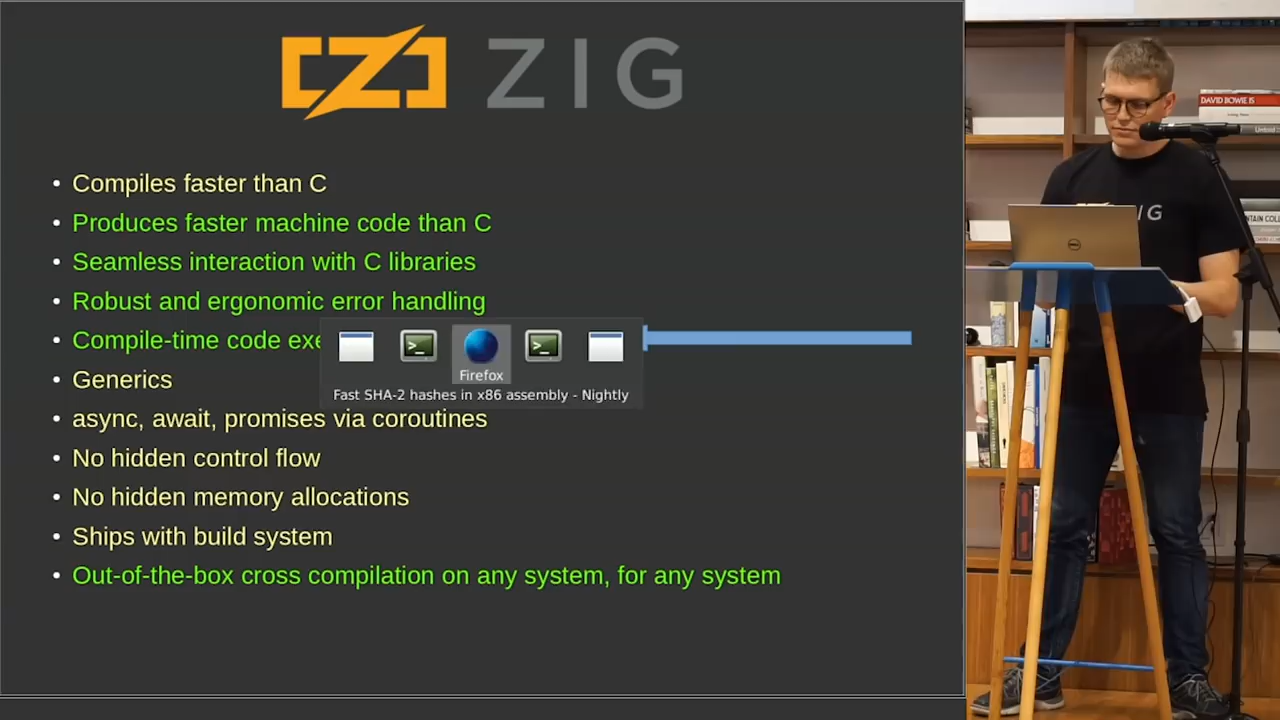 ZIG
• Compiles faster than C
• Produces faster machine code than C
• Seamless interaction with C libraries
• Robust and ergonomic error handling
• Compile-time code exe
Firefox
Fast SHA-2 hashes in x86 assembly - Nightly
• Generics
• async, await, promises via coroutines
• No hidden control flow
• No hidden memory allocations
• Ships with build system
• Out-of-the-box cross compilation on any system, for any system
DAVID BOWIE IS
IG
DELL